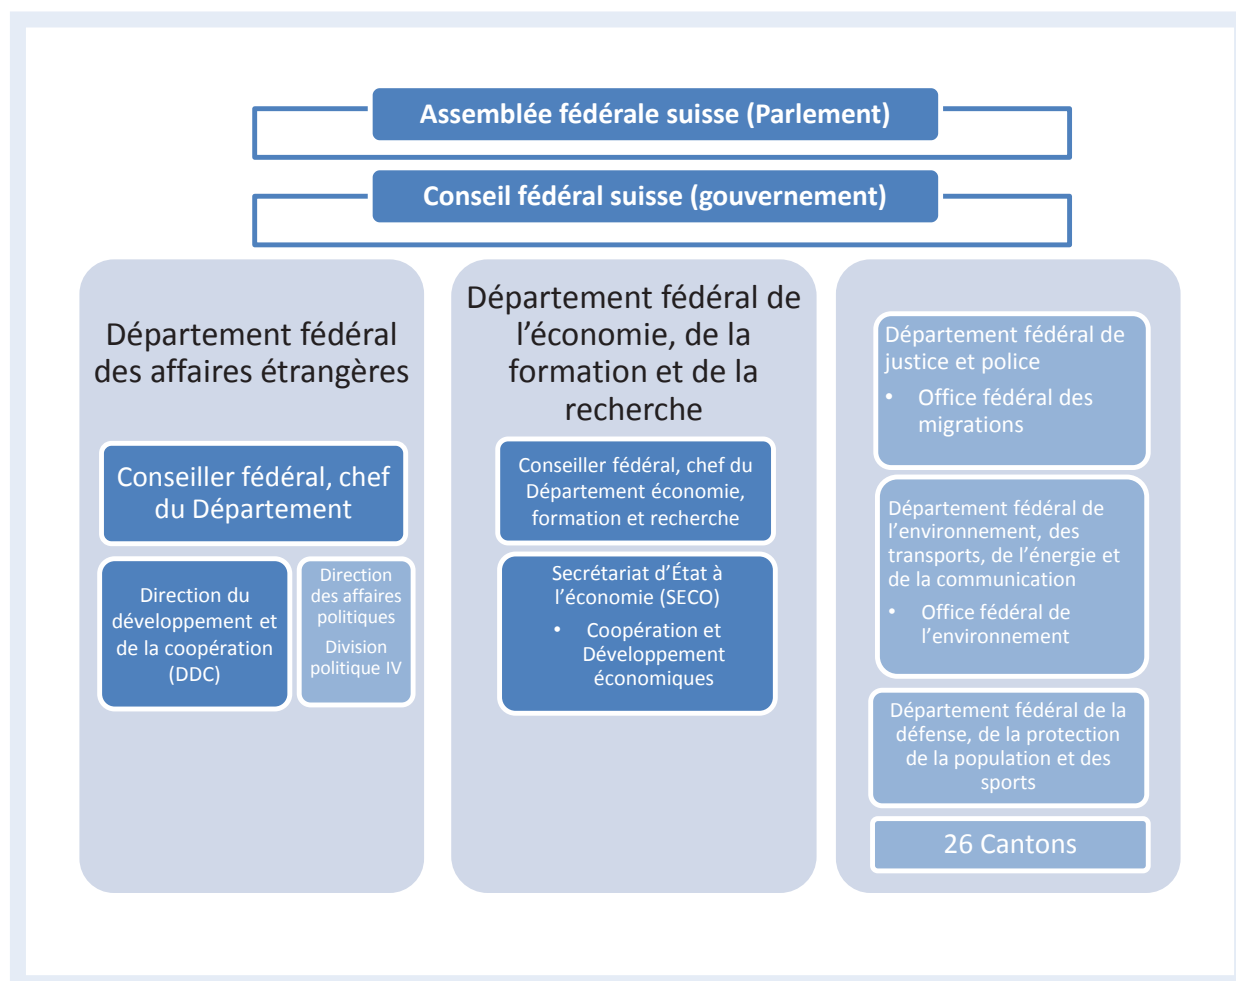 Assemblée fédérale suisse (Parlement)
Conseil fédéral suisse (gouvernement)
Département fédéral
des affaires étrangères
Conseiller fédéral, chef
du Département
Direction du
développement et
de la coopération
(DDC)
Direction
des affaires
politiques
Division
politique IV
Département fédéral de
l’économie, de la
formation et de la
recherche
Conseiller fédéral, chef du
Département économie,
formation et recherche
Secrétariat d’État à
l’économie (SECO)
• Coopération et
Développement
économiques
Département fédéral de
justice et police
• Office fédéral des
migrations
Département fédéral de
l’environnement, des
transports, de l’énergie et
de la communication
• Office fédéral de
l’environnement
Département fédéral de la
défense, de la protection
de la population et des
sports
26 Cantons